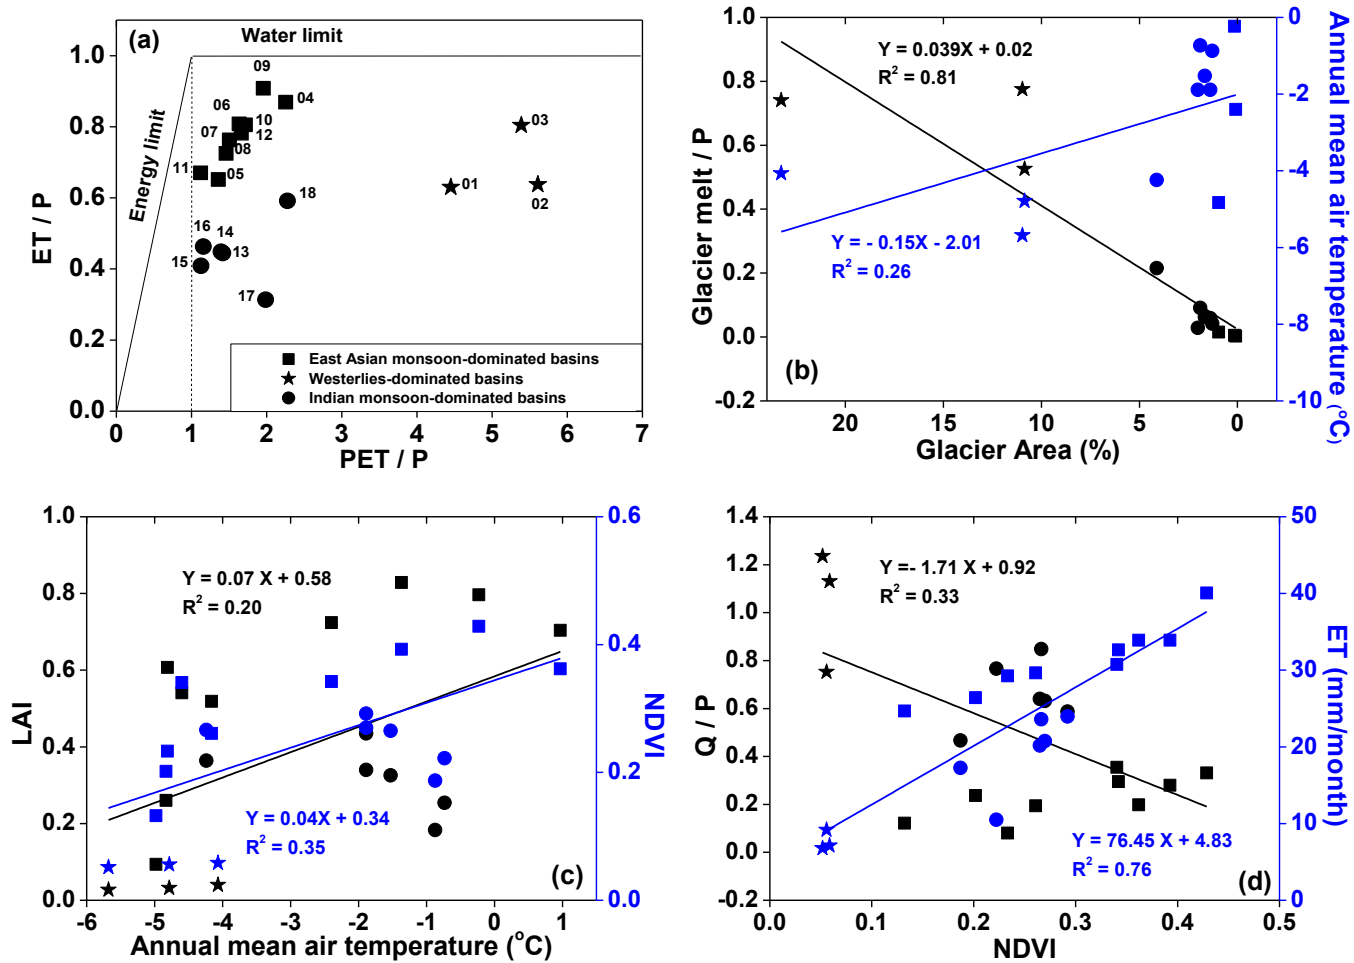 (a)
Water limit
Energy limit
09
04
06
10
12
07
08
11
05
03
01
02
18
16
14
13
15
17
East Asian monsoon-dominated basins
Westerlies-dominated basins
Indian monsoon-dominated basins
1.0
0.8
0.6
0.4
0.2
0.0
ET / P
0 1 2 3 4 5 6 7
PET / P
(b)
Y = 0.039X + 0.02
R² = 0.81
Y = - 0.15X - 2.01
R² = 0.26
1.0
0.8
0.6
0.4
0.2
0.0
-0.2
Glacier melt / P
20 15 10 5 0
Glacier Area (%)
0
-2
-4
-6
-8
-10
Annual mean air temperature (°C)
(c)
Y = 0.07 X + 0.58
R² = 0.20
Y = 0.04X + 0.34
R² = 0.35
1.0
0.8
0.6
0.4
0.2
0.0
LAI
-6 -5 -4 -3 -2 -1 0 1
Annual mean air temperature (°C)
0.6
0.4
0.2
0.0
NDVI
(d)
Y =- 1.71 X + 0.92
R² = 0.33
Y = 76.45 X + 4.83
R² = 0.76
1.4
1.2
1.0
0.8
0.6
0.4
0.2
0.0
-0.2
Q / P
0.0 0.1 0.2 0.3 0.4 0.5
NDVI
50
40
30
20
10
0
ET (mm/month)